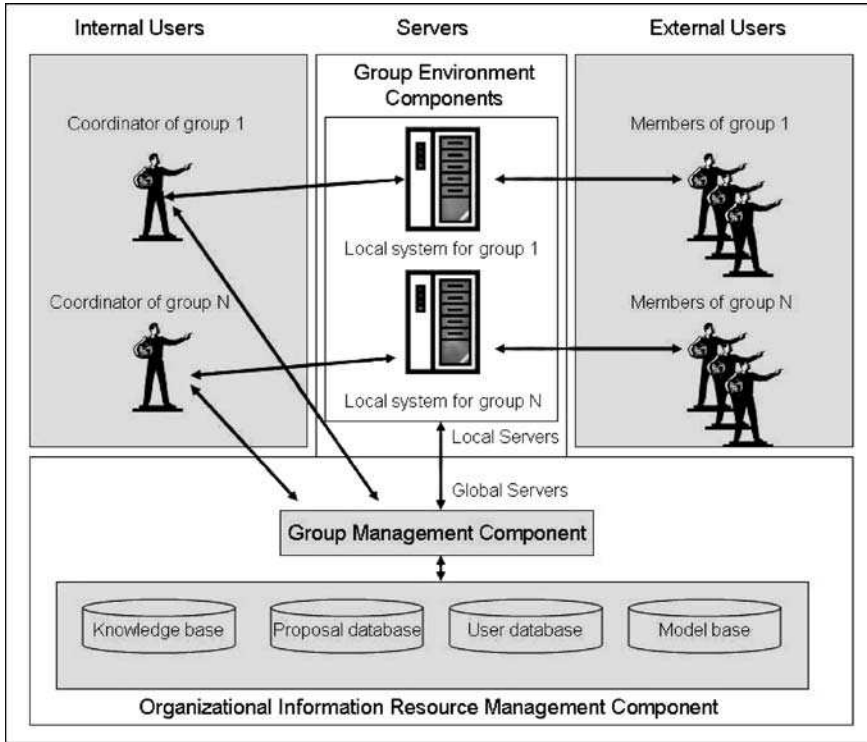 Internal Users
Servers
External Users
Group Environment
Components
Coordinator of group 1
Members of group 1
Local system for group 1
Coordinator of group N
Members of group N
Local system for group N
Local Servers
Global Servers
Group Management Component
Knowledge base
Proposal database
User database
Model base
Organizational Information Resource Management Component